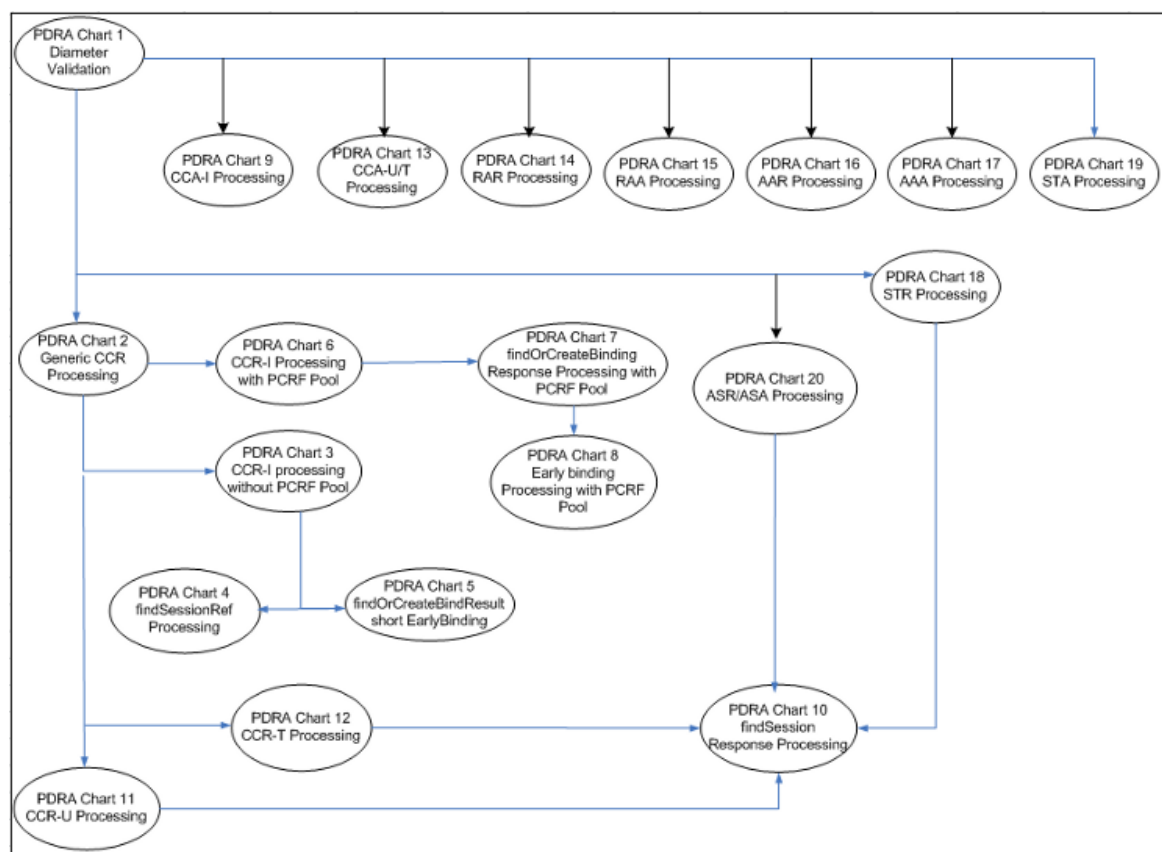 PDRA Chart 1
Diameter
Validation
PDRA Chart 9
CCA-I Processing
PDRA Chart 13
CCA-U/T
Processing
PDRA Chart 14
RAR Processing
PDRA Chart 15
RAA Processing
PDRA Chart 16
AAR Processing
PDRA Chart 17
AAA Processing
PDRA Chart 19
STA Processing
PDRA Chart 18
STR Processing
PDRA Chart 2
Generic CCR
Processing
PDRA Chart 6
CCR-I Processing
with PCRF Pool
PDRA Chart 7
findOrCreateBinding
Response Processing with
PCRF Pool
PDRA Chart 20
ASR/ASA Processing
PDRA Chart 3
CCR-I processing
without PCRF Pool
PDRA Chart 8
Early binding
Processing with PCRF
Pool
PDRA Chart 4
findSessionRef
Processing
PDRA Chart 5
findOrCreateBindResult
short EarlyBinding
PDRA Chart 12
CCR-T Processing
PDRA Chart 10
findSession
Response Processing
PDRA Chart 11
CCR-U Processing